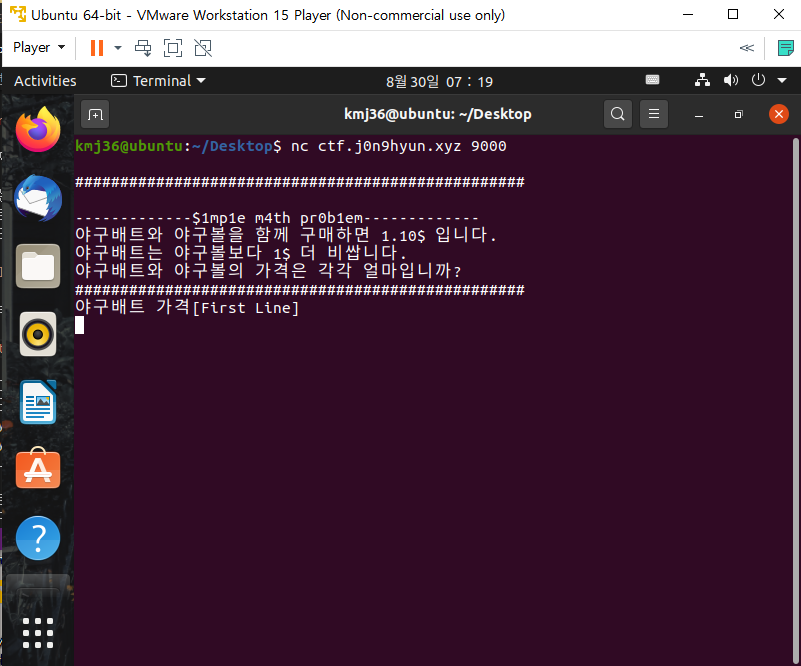 Ubuntu 64-bit - VMware Workstation 15 Player (Non-commercial use only)
Player
Activities
Terminal
8월 30일 07 : 19
kmj36@ubuntu: ~/Desktop
kmj36@ubuntu:~/Desktop$ nc ctf.j0n9hyun.xyz 9000
##################################################
-------------$1mp1e m4th pr0b1em-------------
야구배트와 야구볼을 함께 구매하면 1.10$ 입니다.
야구배트는 야구볼보다 1$ 더 비쌉니다.
야구배트와 야구볼의 가격은 각각 얼마입니까?
##################################################
야구배트 가격[First Line]